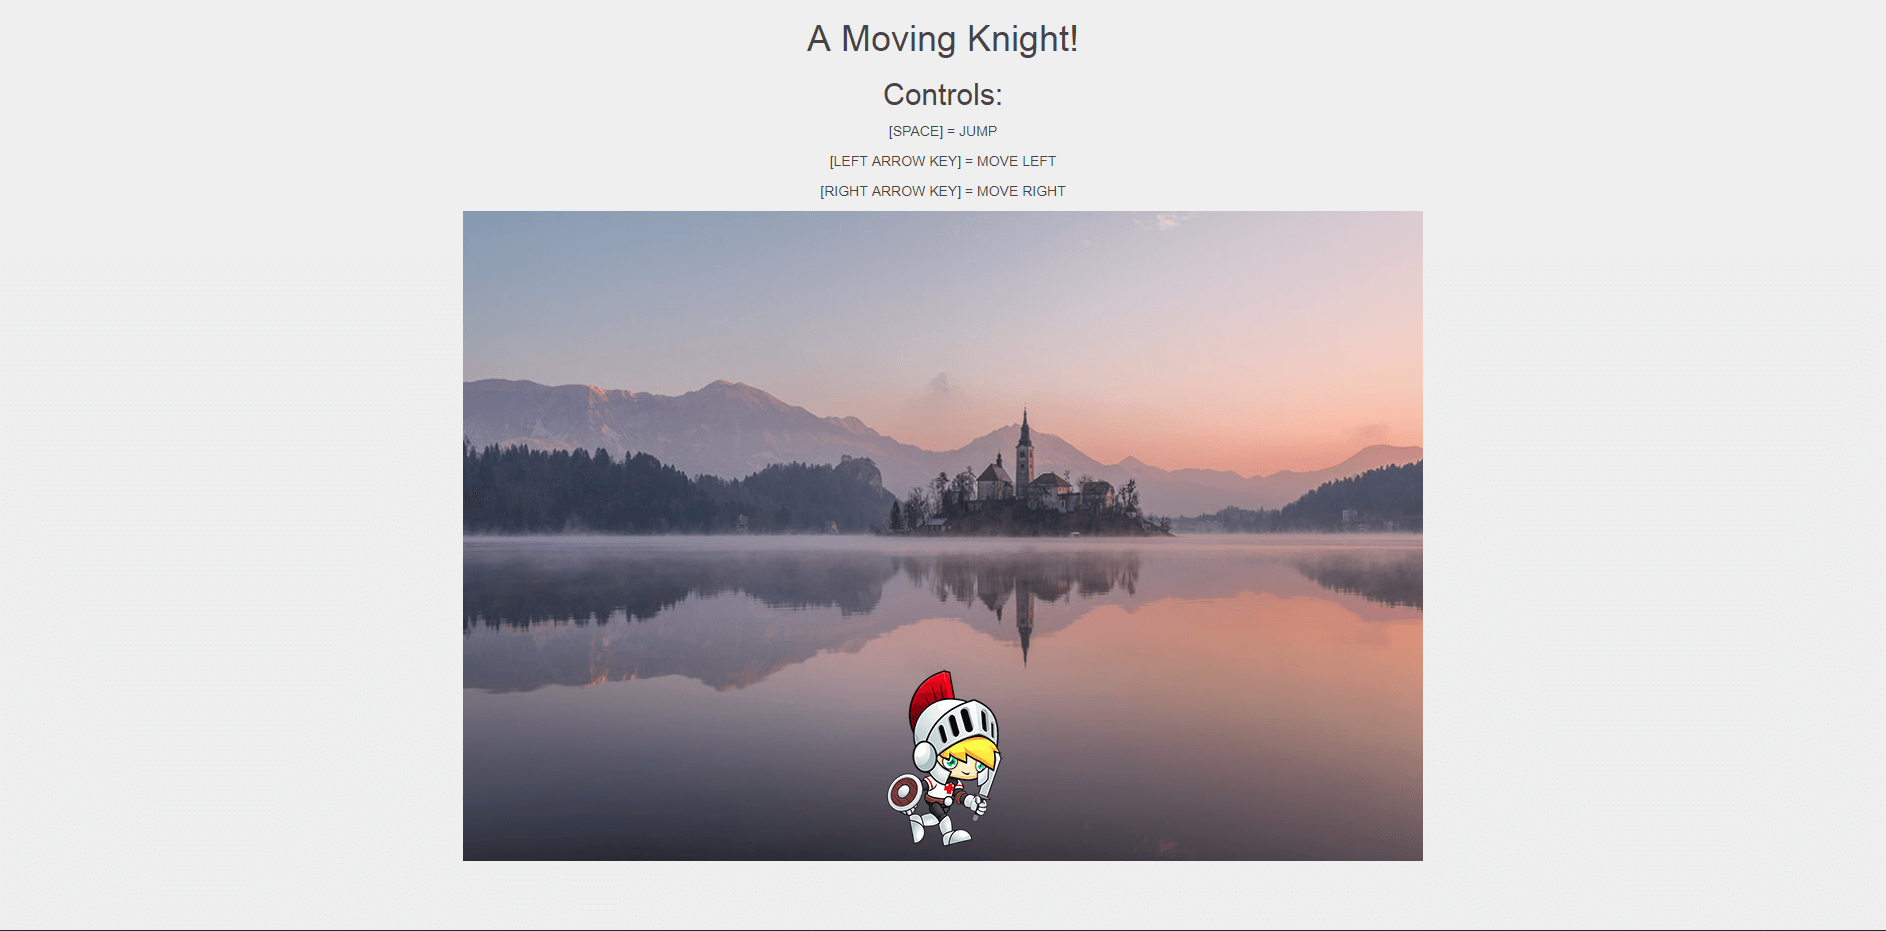 A Moving Knight!
Controls:
[SPACE] = JUMP
[LEFT ARROW KEY] = MOVE LEFT
[RIGHT ARROW KEY] = MOVE RIGHT